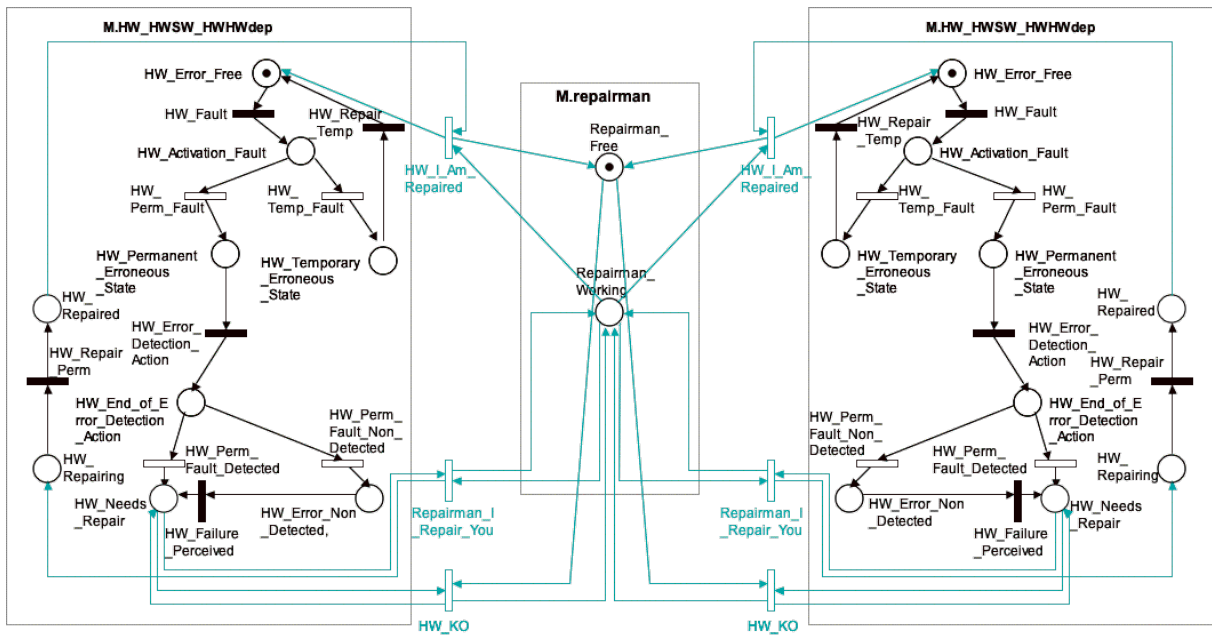 M.HW_HWSW_HWHWdep
HW_Error_Free
HW_Fault
HW_Repair
_Temp
HW_Activation_Fault
HW_
Perm_Fault
HW_
Temp_Fault
HW_Permanent
_Erroneous
_State
HW_Temporary
_Erroneous
_State
HW_
Repaired
HW_Error_
Detection_
Action
HW_Repair
_Perm
HW_End_of_E
rror_Detection
_Action
HW_Perm_
Fault_Non_
Detected
HW_
Repairing
HW_Perm_
Fault_Detected
HW_Needs
_Repair
HW_Failure
_Perceived
HW_Error_Non
_Detected,
HW_I_Am_
Repaired
Repairman_I
_Repair_You
HW_KO
M.repairman
Repairman_
Free
Repairman_
Working
M.HW_HWSW_HWHWdep
HW_Error_Free
HW_Fault
HW_Repair
_Temp
HW_Activation_Fault
HW_I_Am_
Repaired
HW_
Temp_Fault
HW_
Perm_Fault
HW_Temporary
_Erroneous
_State
HW_Permanent
_Erroneous
_State
HW_
Repaired
HW_Error_
Detection_
Action
HW_Repair
_Perm
HW_End_of_E
rror_Detection
_Action
HW_Perm_
Fault_Non_
Detected
HW_Perm_
Fault_Detected
HW_
Repairing
HW_Error_Non
_Detected
HW_Needs
_Repair
HW_Failure
_Perceived
Repairman_I
_Repair_You
HW_KO